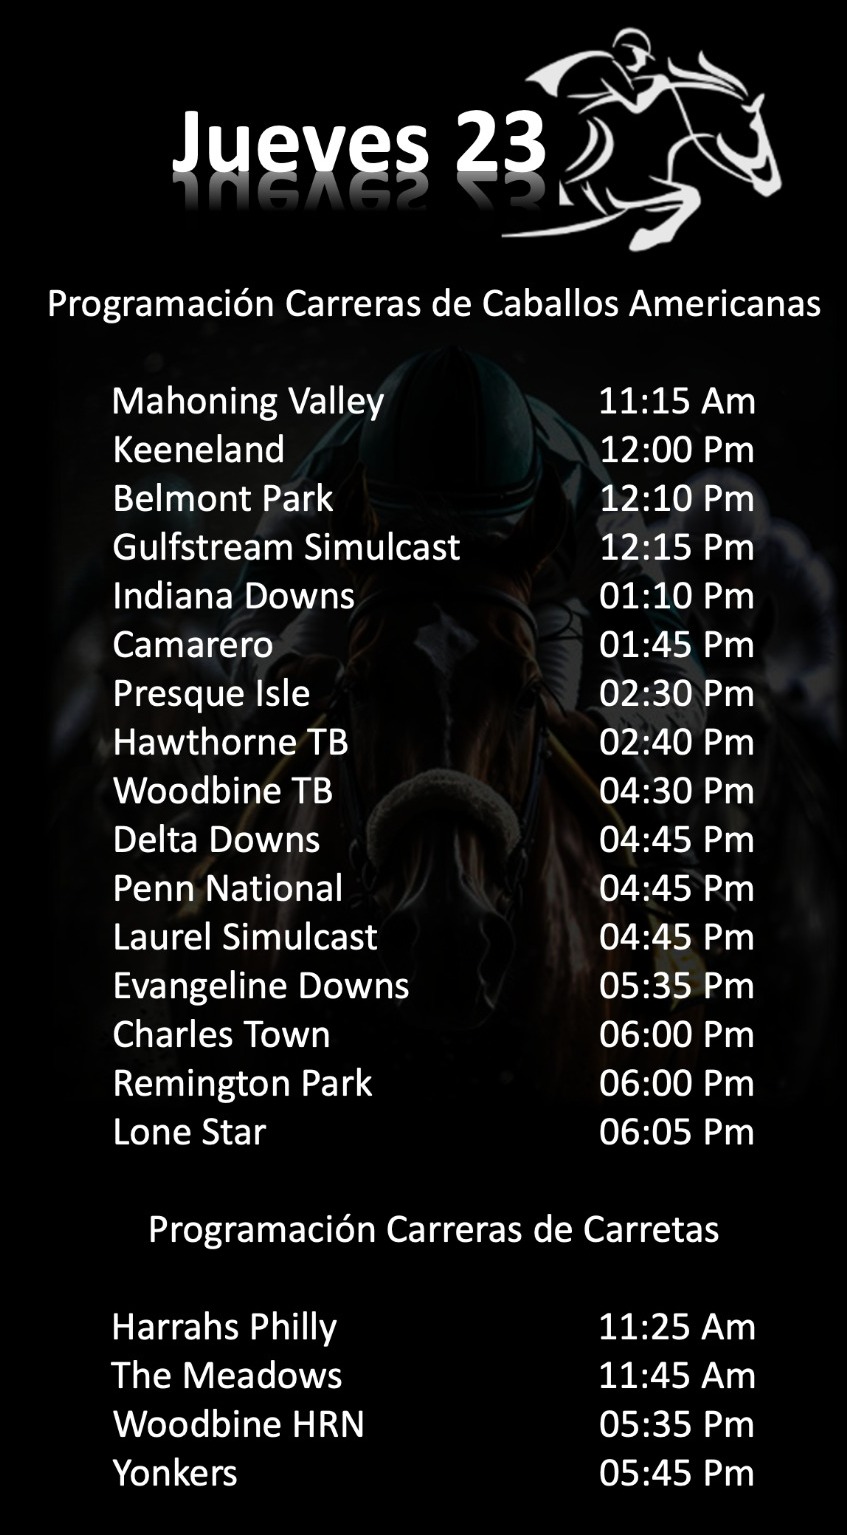 Jueves 23
Programación Carreras de Caballos Americanas
Mahoning Valley 11:15 Am
Keeneland 12:00 Pm
Belmont Park 12:10 Pm
Gulfstream Simulcast 12:15 Pm
Indiana Downs 01:10 Pm
Camarero 01:45 Pm
Presque Isle 02:30 Pm
Hawthorne TB 02:40 Pm
Woodbine TB 04:30 Pm
Delta Downs 04:45 Pm
Penn National 04:45 Pm
Laurel Simulcast 04:45 Pm
Evangeline Downs 05:35 Pm
Charles Town 06:00 Pm
Remington Park 06:00 Pm
Lone Star 06:05 Pm
Programación Carreras de Carretas
Harrahs Philly 11:25 Am
The Meadows 11:45 Am
Woodbine HRN 05:35 Pm
Yonkers 05:45 Pm